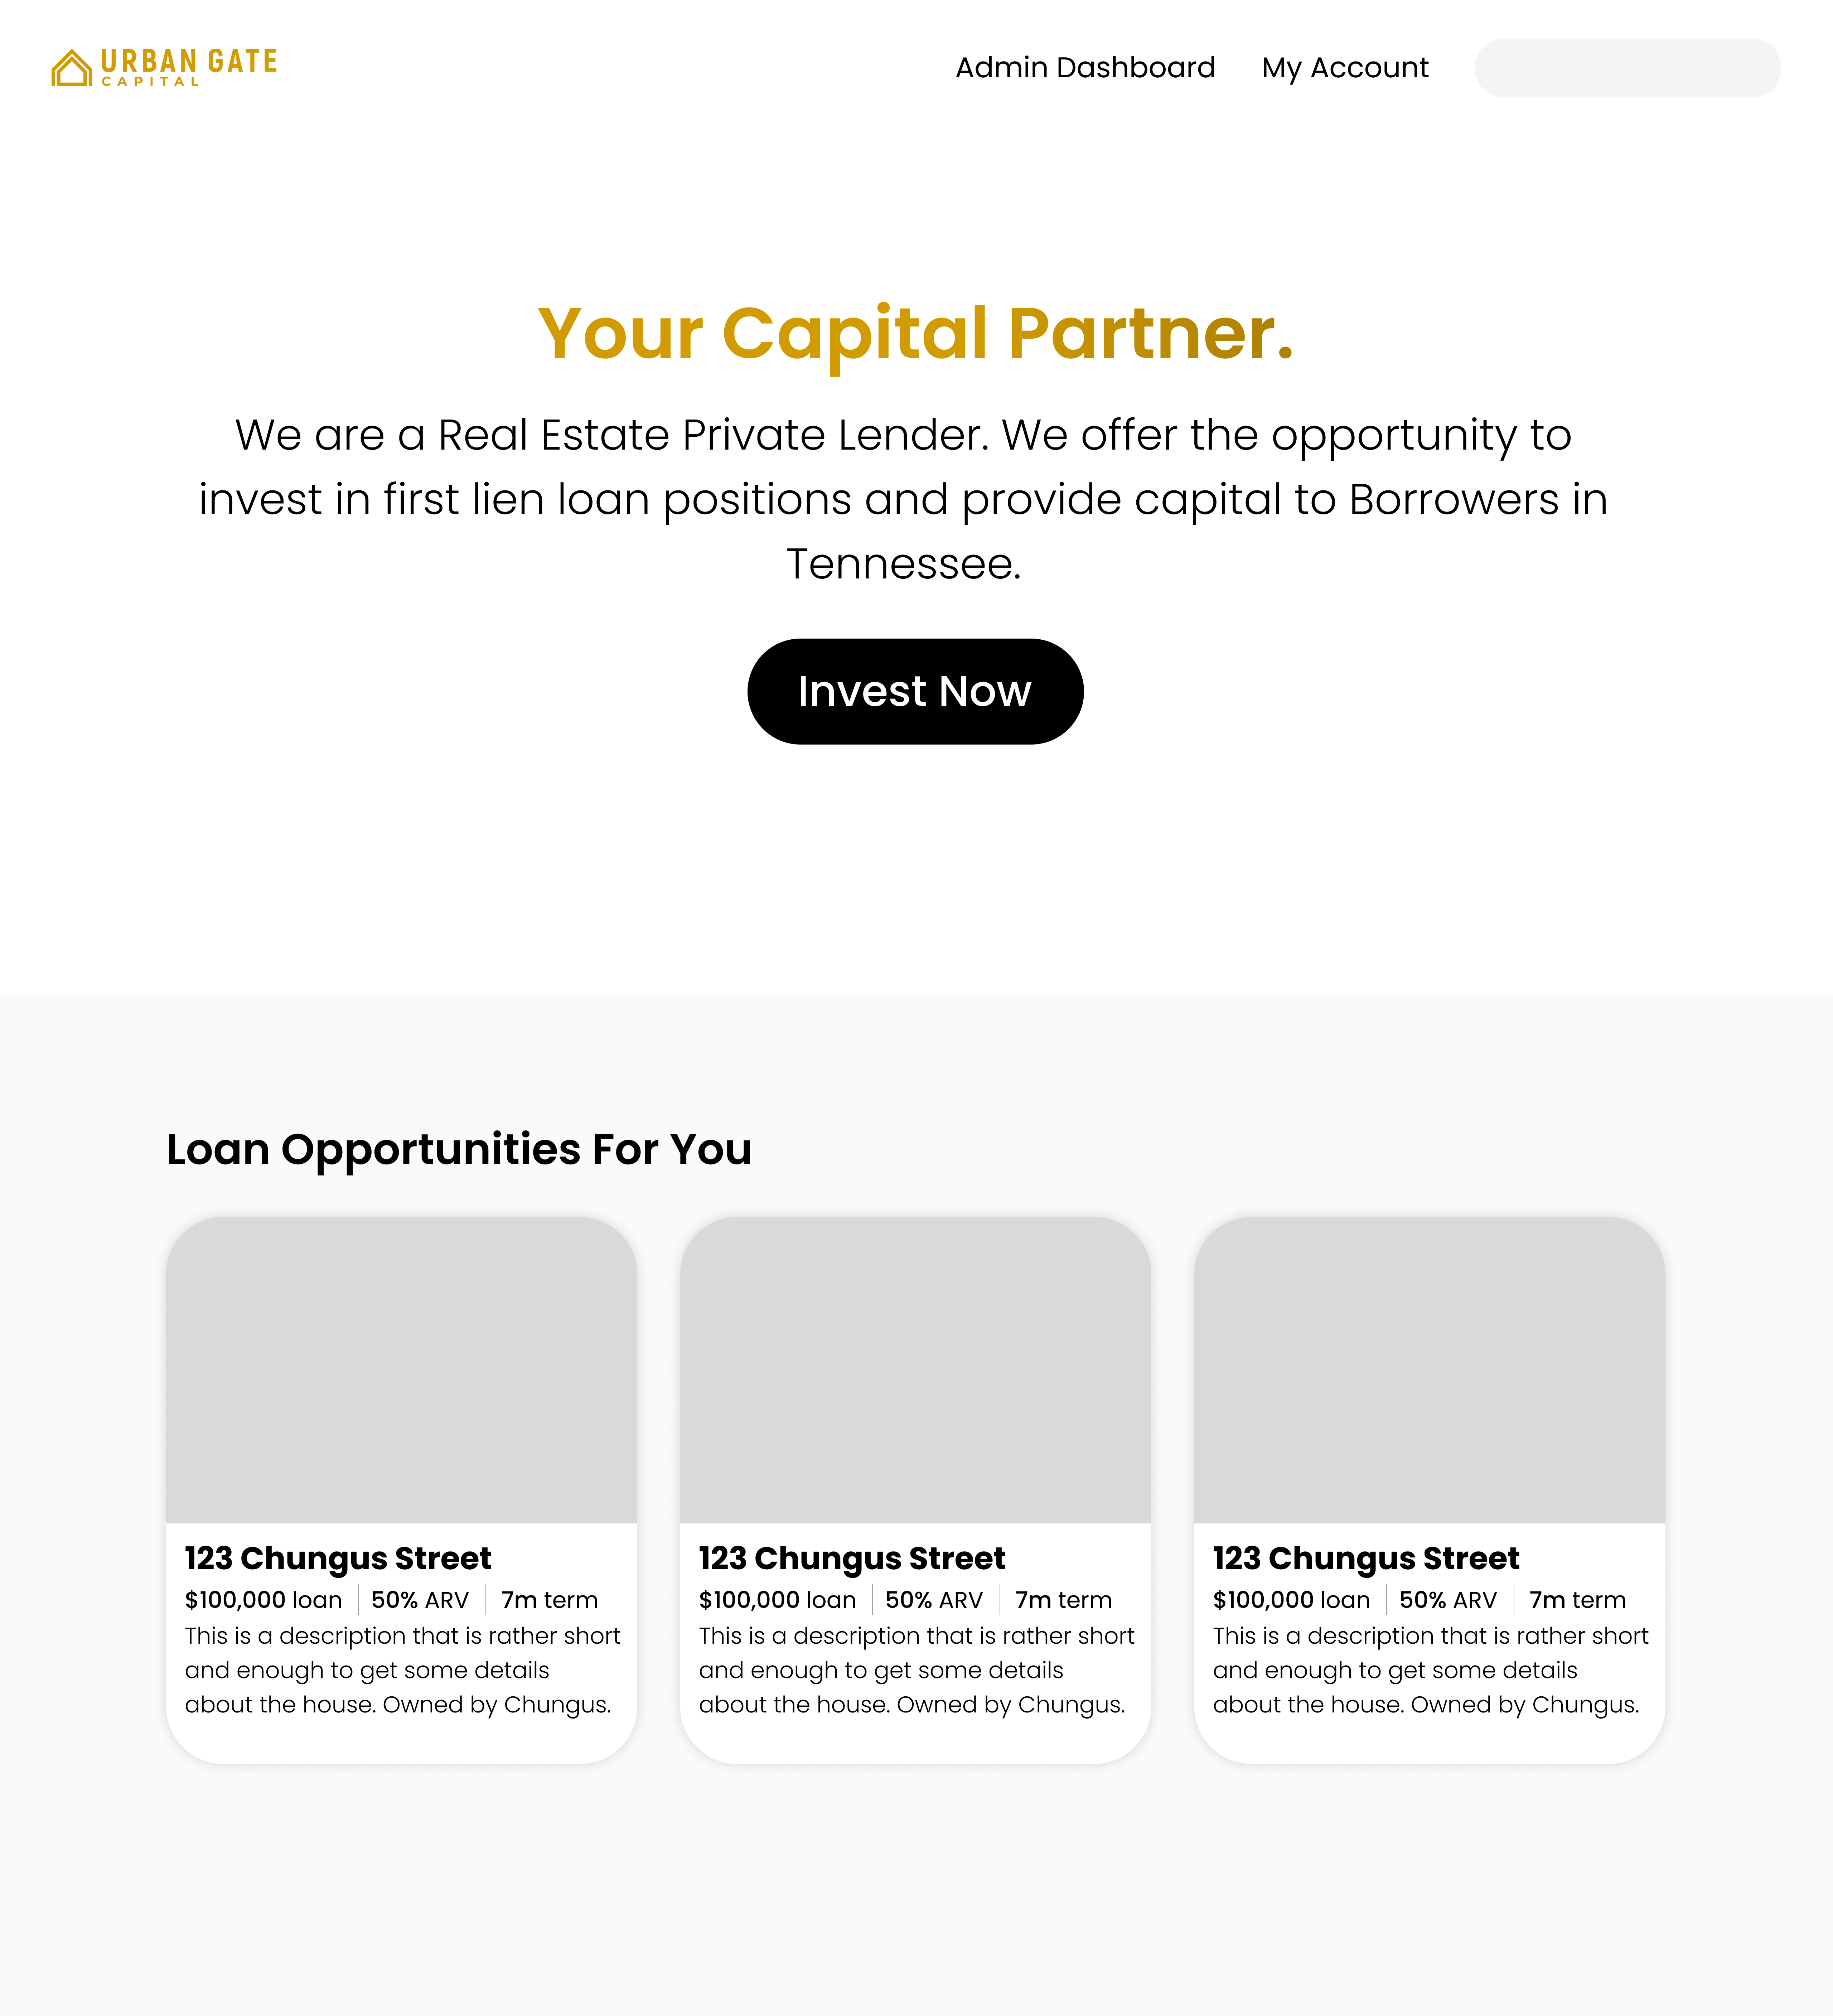 URBAN GATE
CAPITAL
Admin Dashboard
My Account
Your Capital Partner.
We are a Real Estate Private Lender. We offer the opportunity to
invest in first lien loan positions and provide capital to Borrowers in
Tennessee.
Invest Now
Loan Opportunities For You
123 Chungus Street
$100,000 loan
50% ARV
7m term
This is a description that is rather short
and enough to get some details
about the house. Owned by Chungus.
123 Chungus Street
$100,000 loan
50% ARV
7m term
This is a description that is rather short
and enough to get some details
about the house. Owned by Chungus.
123 Chungus Street
$100,000 loan
50% ARV
7m term
This is a description that is rather short
and enough to get some details
about the house. Owned by Chungus.